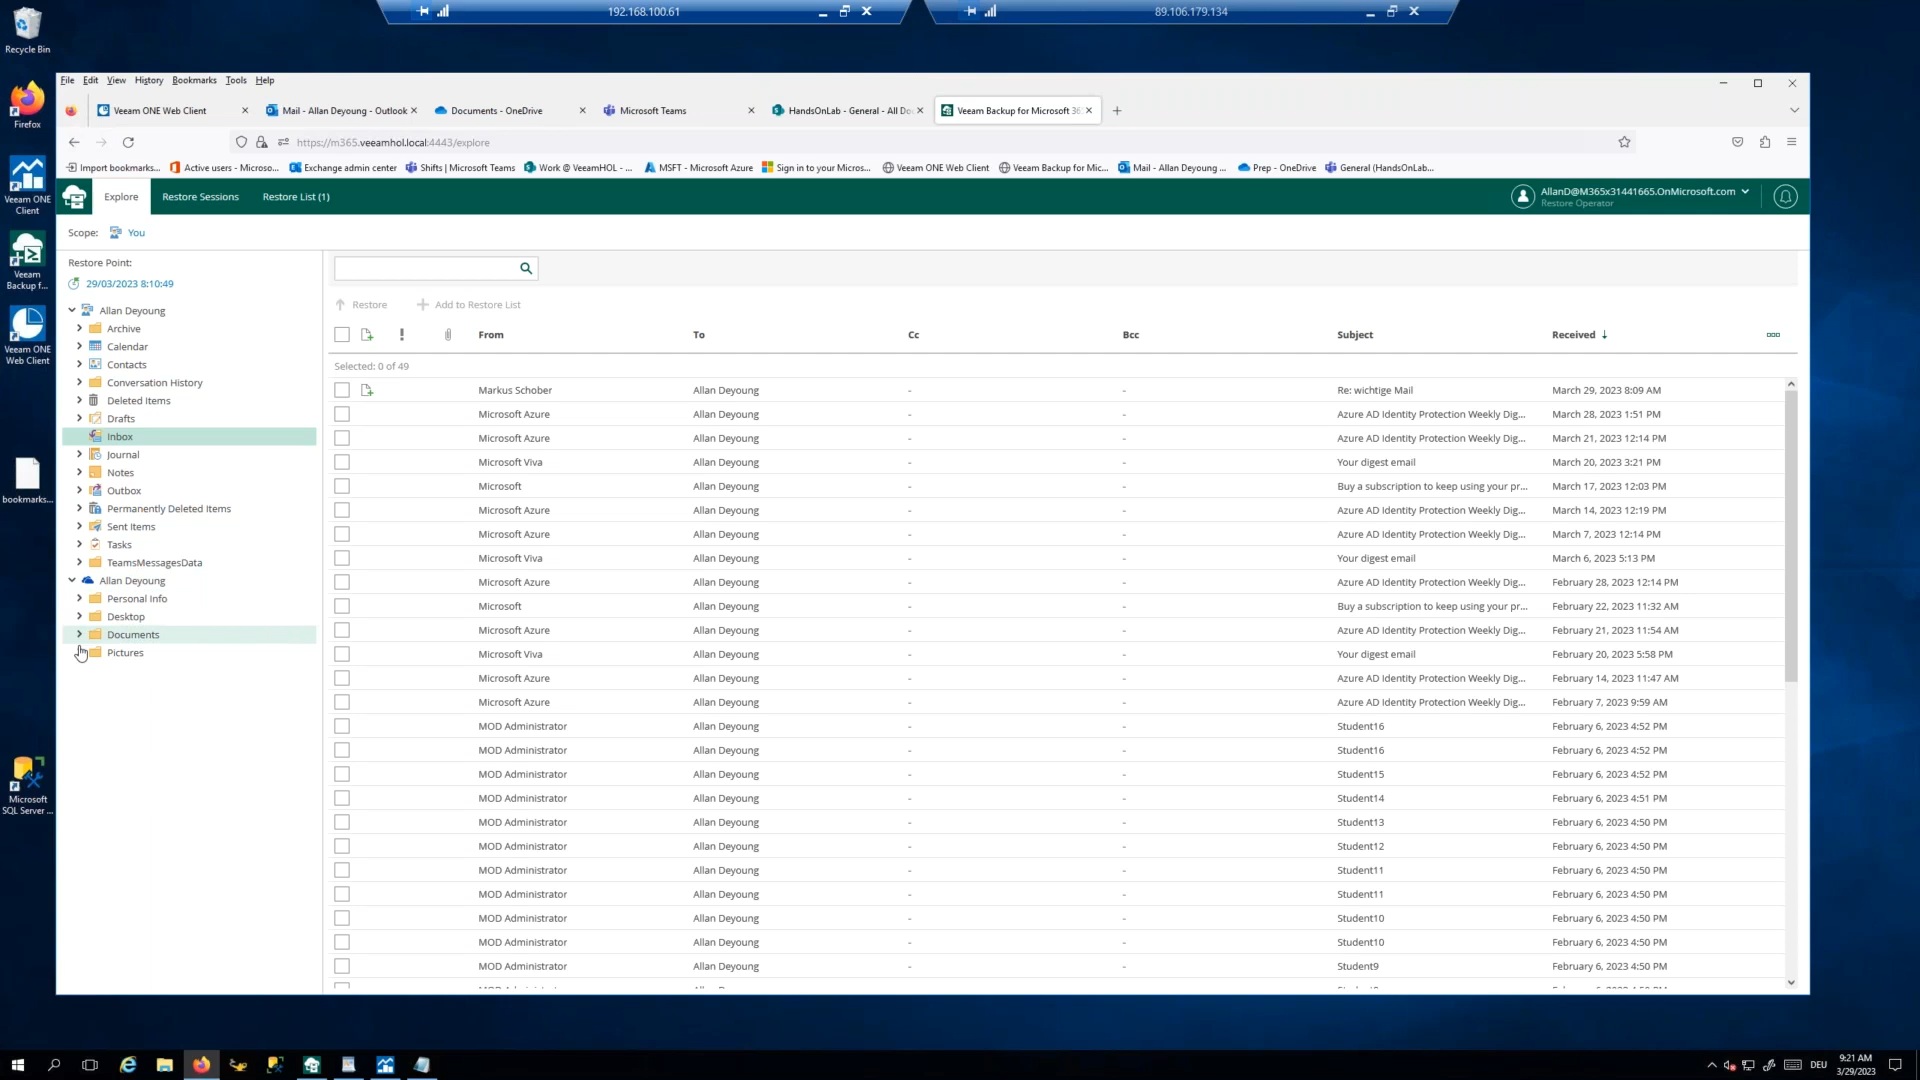 192.168.100.61
89.106.179.134
Recycle Bin
Firefox
Veeam ONE Client
Veeam Backup f...
Veeam ONE Web Client
bookmarks...
Microsoft SQL Server ...
File Edit View History Bookmarks Tools Help
Veeam ONE Web Client
Mail - Allan Deyoung - Outlook
Documents - OneDrive
Microsoft Teams
HandsOnLab - General - All Do
Veeam Backup for Microsoft 36
https://m365.veeamhol.local:4443/explore
Import bookmarks... Active users - Microso... Exchange admin center Shifts | Microsoft Teams Work @ VeeamHOL - ... MSFT - Microsoft Azure Sign in to your Micros... Veeam ONE Web Client Veeam Backup for Mic... Mail - Allan Deyoung ... Prep - OneDrive General (HandsOnLab...
Explore Restore Sessions Restore List (1)
AllanD@M365x31441665.OnMicrosoft.com
Restore Operator
Scope: You
Restore Point:
29/03/2023 8:10:49
Allan Deyoung
Archive
Calendar
Contacts
Conversation History
Deleted Items
Drafts
Inbox
Journal
Notes
Outbox
Permanently Deleted Items
Sent Items
Tasks
TeamsMessagesData
Allan Deyoung
Personal Info
Desktop
Documents
Pictures
Restore Add to Restore List
From To Cc Bcc Subject Received
Selected: 0 of 49
Markus Schober Allan Deyoung - - Re: wichtige Mail March 29, 2023 8:09 AM
Microsoft Azure Allan Deyoung - - Azure AD Identity Protection Weekly Dig... March 28, 2023 1:51 PM
Microsoft Azure Allan Deyoung - - Azure AD Identity Protection Weekly Dig... March 21, 2023 12:14 PM
Microsoft Viva Allan Deyoung - - Your digest email March 20, 2023 3:21 PM
Microsoft Allan Deyoung - - Buy a subscription to keep using your pr... March 17, 2023 12:03 PM
Microsoft Azure Allan Deyoung - - Azure AD Identity Protection Weekly Dig... March 14, 2023 12:19 PM
Microsoft Azure Allan Deyoung - - Azure AD Identity Protection Weekly Dig... March 7, 2023 12:14 PM
Microsoft Viva Allan Deyoung - - Your digest email March 6, 2023 5:13 PM
Microsoft Azure Allan Deyoung - - Azure AD Identity Protection Weekly Dig... February 28, 2023 12:14 PM
Microsoft Allan Deyoung - - Buy a subscription to keep using your pr... February 22, 2023 11:32 AM
Microsoft Azure Allan Deyoung - - Azure AD Identity Protection Weekly Dig... February 21, 2023 11:54 AM
Microsoft Viva Allan Deyoung - - Your digest email February 20, 2023 5:58 PM
Microsoft Azure Allan Deyoung - - Azure AD Identity Protection Weekly Dig... February 14, 2023 11:47 AM
Microsoft Azure Allan Deyoung - - Azure AD Identity Protection Weekly Dig... February 7, 2023 9:59 AM
MOD Administrator Allan Deyoung - - Student16 February 6, 2023 4:52 PM
MOD Administrator Allan Deyoung - - Student16 February 6, 2023 4:52 PM
MOD Administrator Allan Deyoung - - Student15 February 6, 2023 4:52 PM
MOD Administrator Allan Deyoung - - Student14 February 6, 2023 4:51 PM
MOD Administrator Allan Deyoung - - Student13 February 6, 2023 4:50 PM
MOD Administrator Allan Deyoung - - Student12 February 6, 2023 4:50 PM
MOD Administrator Allan Deyoung - - Student11 February 6, 2023 4:50 PM
MOD Administrator Allan Deyoung - - Student11 February 6, 2023 4:50 PM
MOD Administrator Allan Deyoung - - Student10 February 6, 2023 4:50 PM
MOD Administrator Allan Deyoung - - Student10 February 6, 2023 4:50 PM
MOD Administrator Allan Deyoung - - Student9 February 6, 2023 4:50 PM
DEU
9:21 AM
3/29/2023